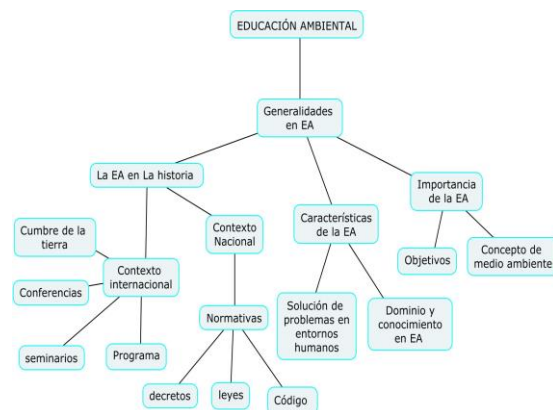 EDUCACIÓN AMBIENTAL
Generalidades
en EA
La EA en La historia
Importancia
de la EA
Cumbre de la
tierra
Contexto
Nacional
Características
de la EA
Objetivos
Concepto de
medio ambiente
Contexto
internacional
Conferencias
Solución de
problemas en
entornos
humanos
Dominio y
conocimiento
en EA
Normativas
seminarios
Programa
decretos
leyes
Código